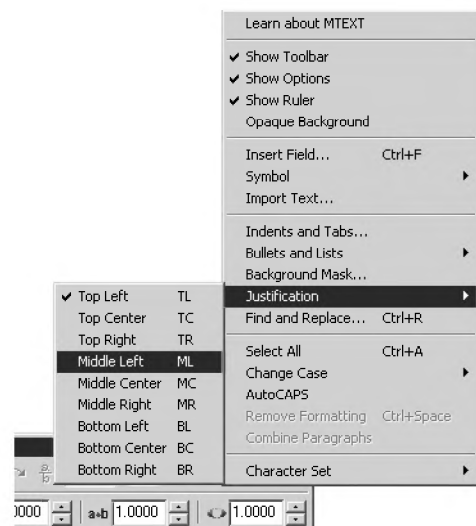 Learn about MTEXT
Show Toolbar
Show Options
Show Ruler
Opaque Background
Insert Field... Ctrl+F
Symbol
Import Text...
Indents and Tabs...
Bullets and Lists
Background Mask...
Justification
Find and Replace... Ctrl+R
Select All Ctrl+A
Change Case
AutoCAPS
Remove Formatting Ctrl+Space
Combine Paragraphs
Character Set
Top Left TL
Top Center TC
Top Right TR
Middle Left ML
Middle Center MC
Middle Right MR
Bottom Left BL
Bottom Center BC
Bottom Right BR
a/b
0000 a•b 1.0000 1.0000